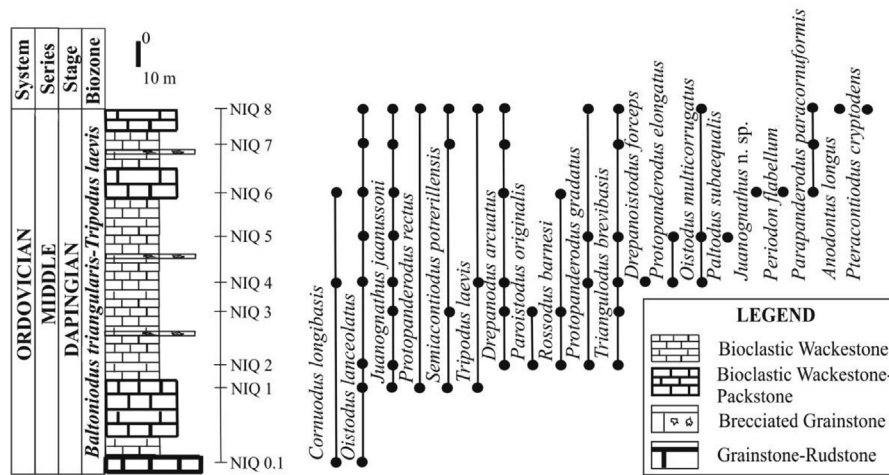 System
Series
Stage
Biozone
0
10 m
ORDOVICIAN
MIDDLE
DAPINGIAN
Baltoniodus triangularis-Tripodus laevis
NIQ 8
NIQ 7
NIQ 6
NIQ 5
NIQ 4
NIQ 3
NIQ 2
NIQ 1
NIQ 0.1
Cornuodus longibasis
Oistodus lanceolatus
Juanognathus jaanussoni
Protopanderodus rectus
Semiacontiodus potrerillensis
Tripodus laevis
Drepanodus arcuatus
Paroistodus originalis
Rossodus barnesi
Protopanderodus gradatus
Triangulodus brevibasis
Drepanoistodus forceps
Protopanderodus elongatus
Oistodus multicorrugatus
Paltodus subaequalis
Juanognathus n. sp.
Periodon flabellum
Parapanderodus paracornuformis
Anodontus longus
Pteracontiodus cryptodens
LEGEND
Bioclastic Wackestone
Bioclastic Wackestone-
Packstone
Brecciated Grainstone
Grainstone-Rudstone